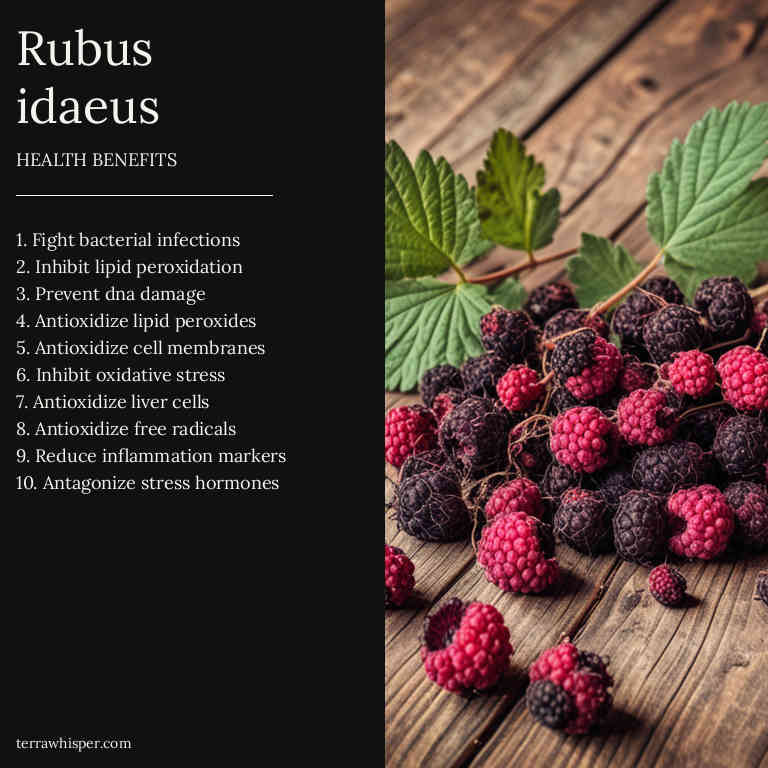 Rubus
idaeus
HEALTH BENEFITS
1. Fight bacterial infections
2. Inhibit lipid peroxidation
3. Prevent dna damage
4. Antioxidize lipid peroxides
5. Antioxidize cell membranes
6. Inhibit oxidative stress
7. Antioxidize liver cells
8. Antioxidize free radicals
9. Reduce inflammation markers
10. Antagonize stress hormones
terrawhisper.com